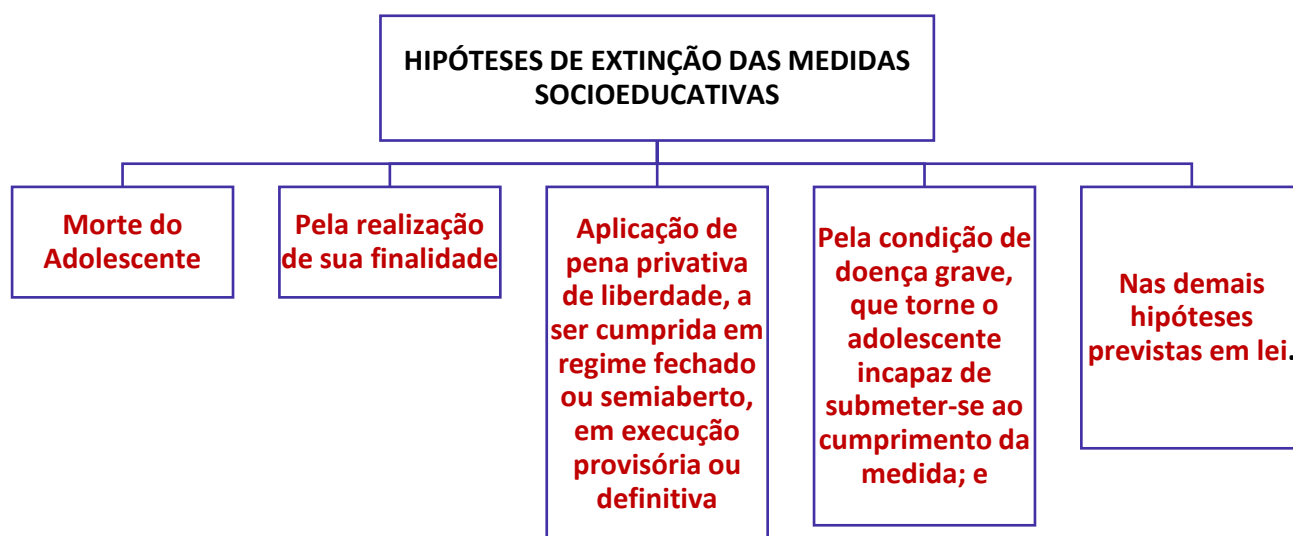 HIPÓTESES DE EXTINÇÃO DAS MEDIDAS
SOCIOEDUCATIVAS
Morte do
Adolescente
Pela realização
de sua finalidade
Aplicação de
pena privativa
de liberdade, a
ser cumprida em
regime fechado
ou semiaberto,
em execução
provisória ou
definitiva
Pela condição de
doença grave,
que torne o
adolescente
incapaz de
submeter-se ao
cumprimento da
medida; e
Nas demais
hipóteses
previstas em lei.